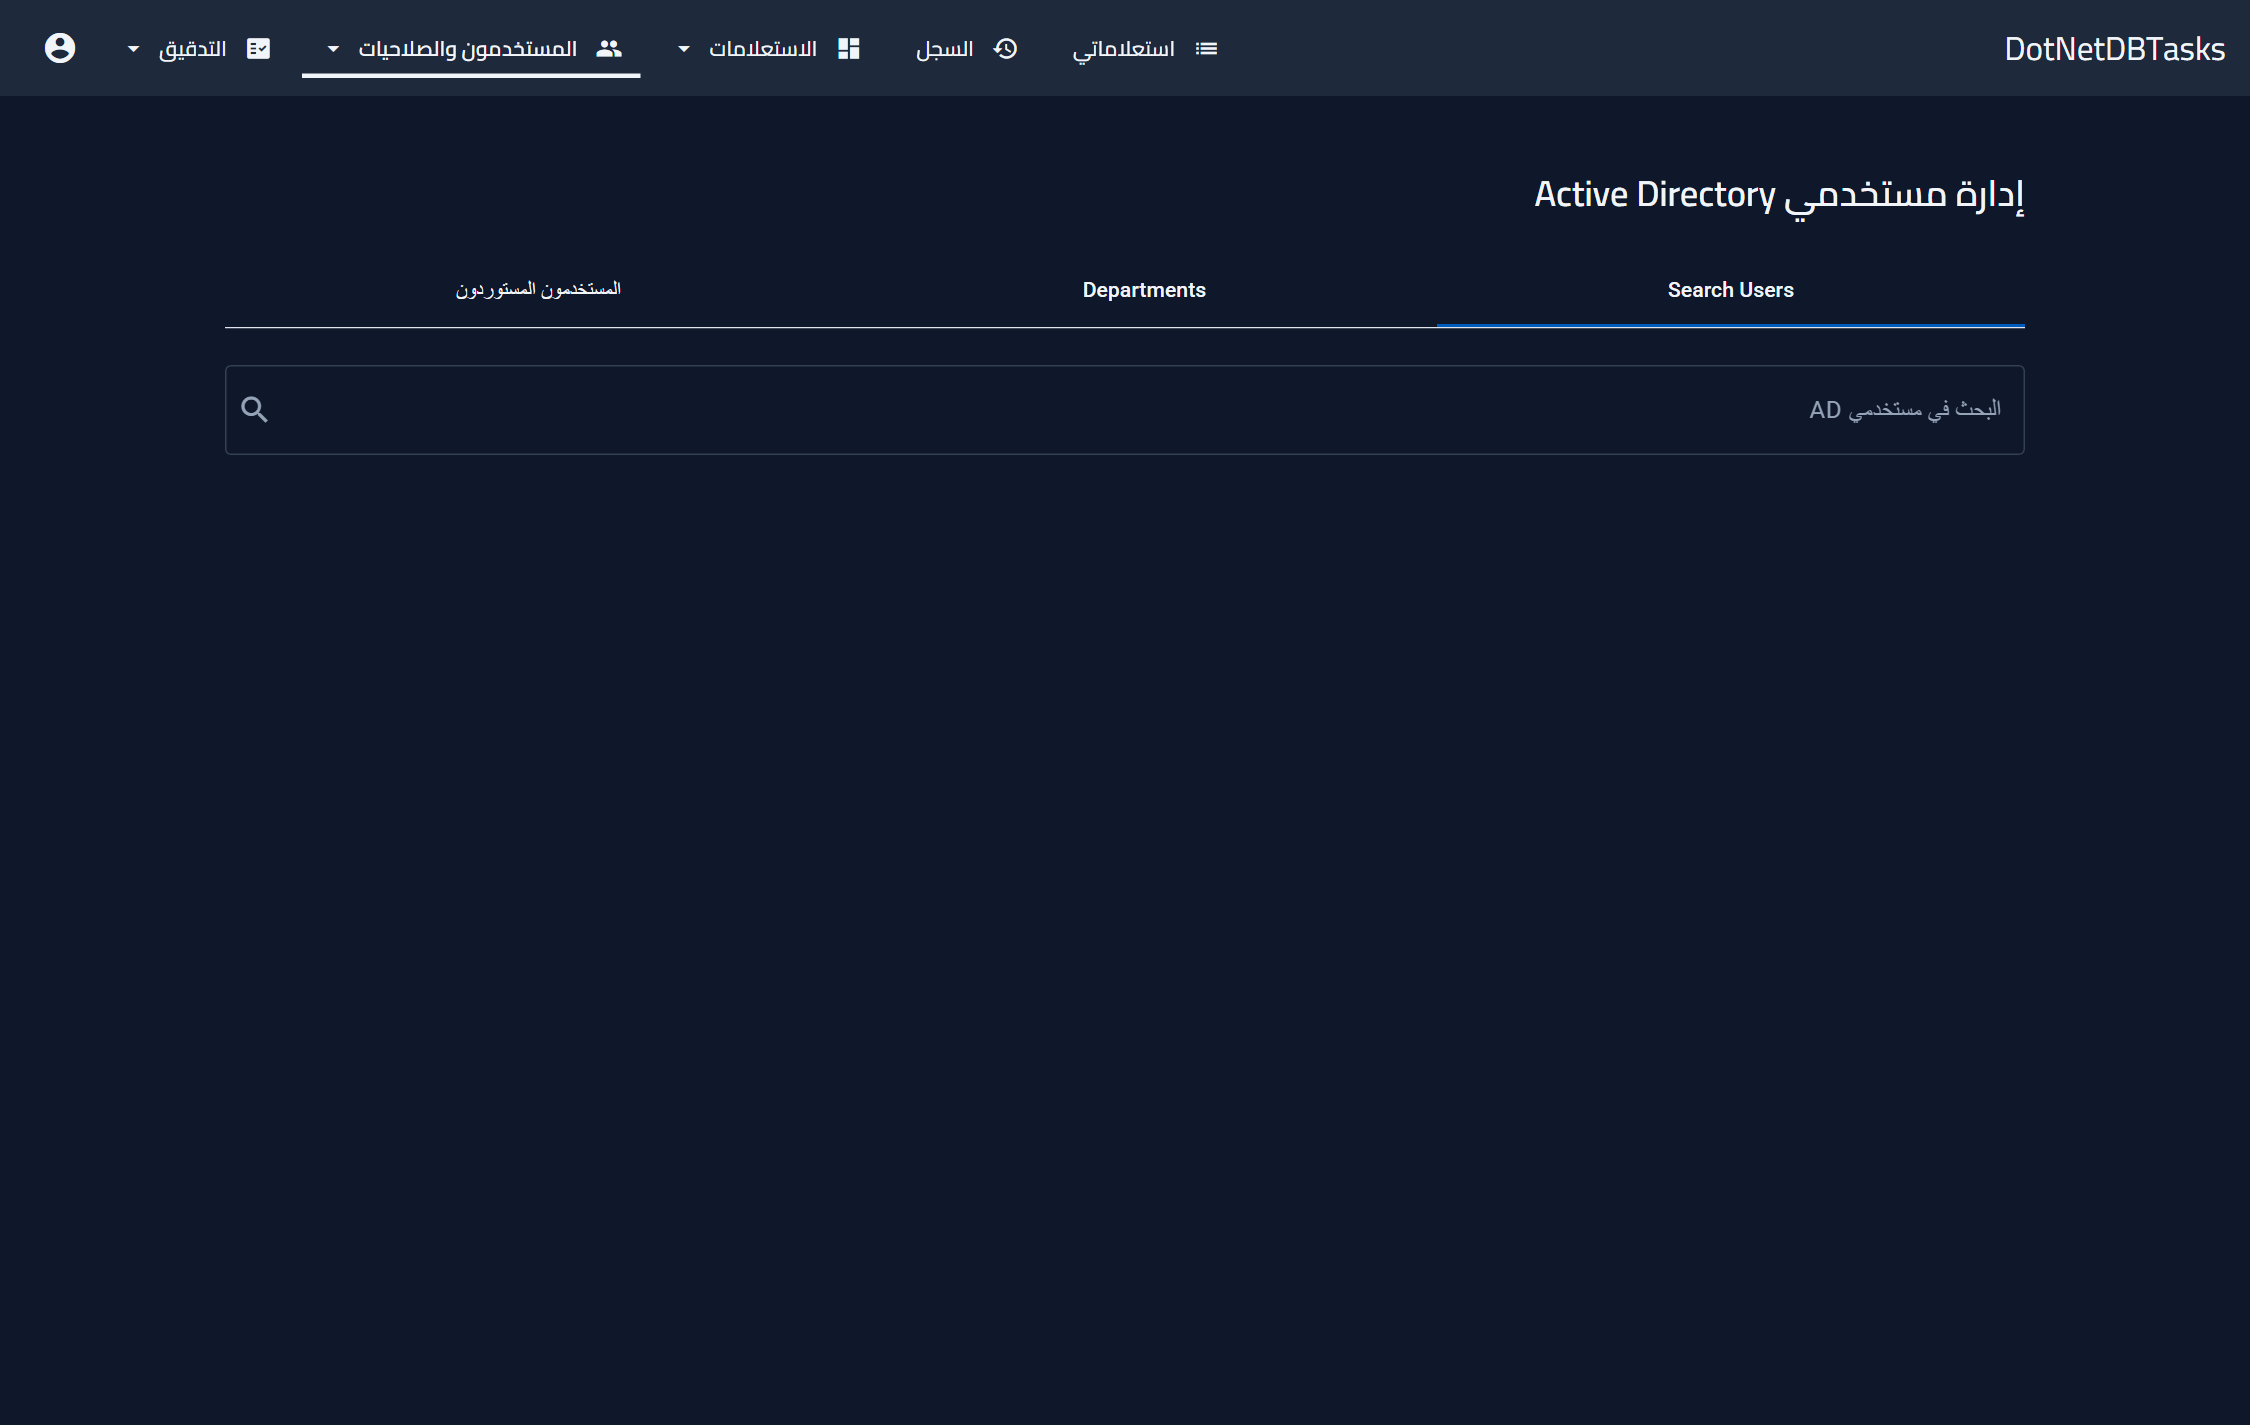 DotNetDBTasks
استعلاماتي
السجل
الاستعلامات
المستخدمون والصلاحيات
التدقيق
إدارة مستخدمي Active Directory
Search Users
Departments
المستخدمون المستوردون
البحث في مستخدمي AD